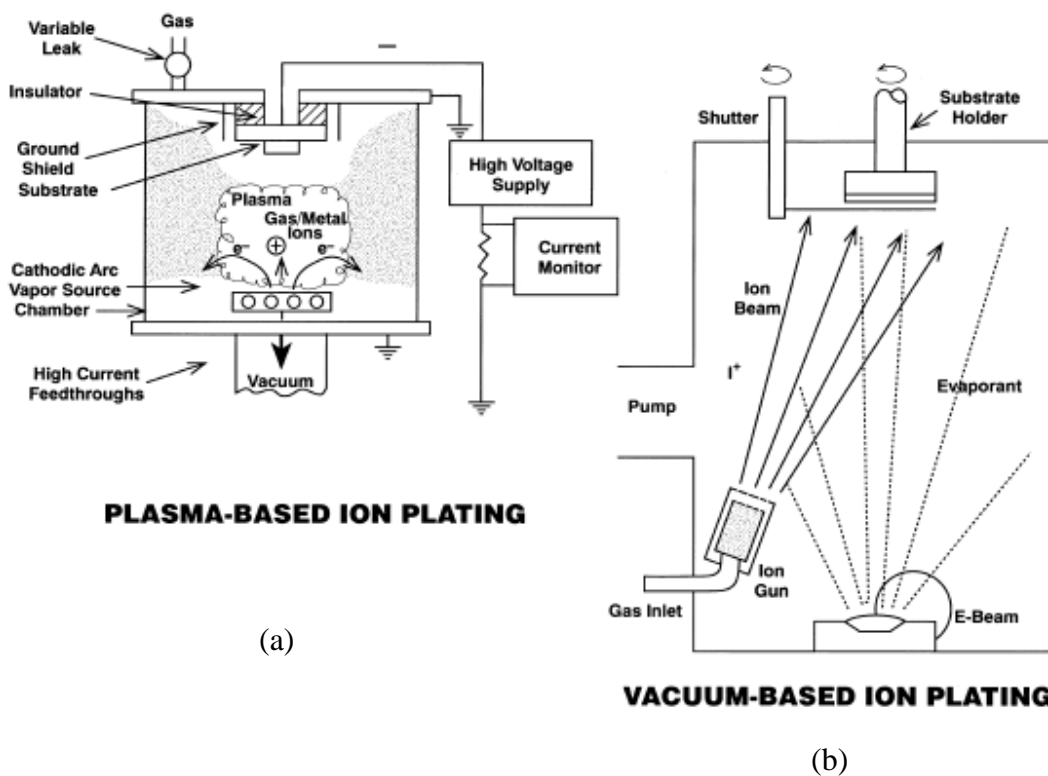 Gas
Variable
Leak
Insulator
Ground
Shield
Substrate
Cathodic Arc
Vapor Source
Chamber
High Current
Feedthroughs
Plasma
Gas/Metal
Ions
e⁻
+
e⁻
Vacuum
−
High Voltage
Supply
Current
Monitor
PLASMA-BASED ION PLATING
(a)
Shutter
Substrate
Holder
Ion
Beam
I⁺
Pump
Evaporant
Ion
Gun
Gas Inlet
E-Beam
VACUUM-BASED ION PLATING
(b)